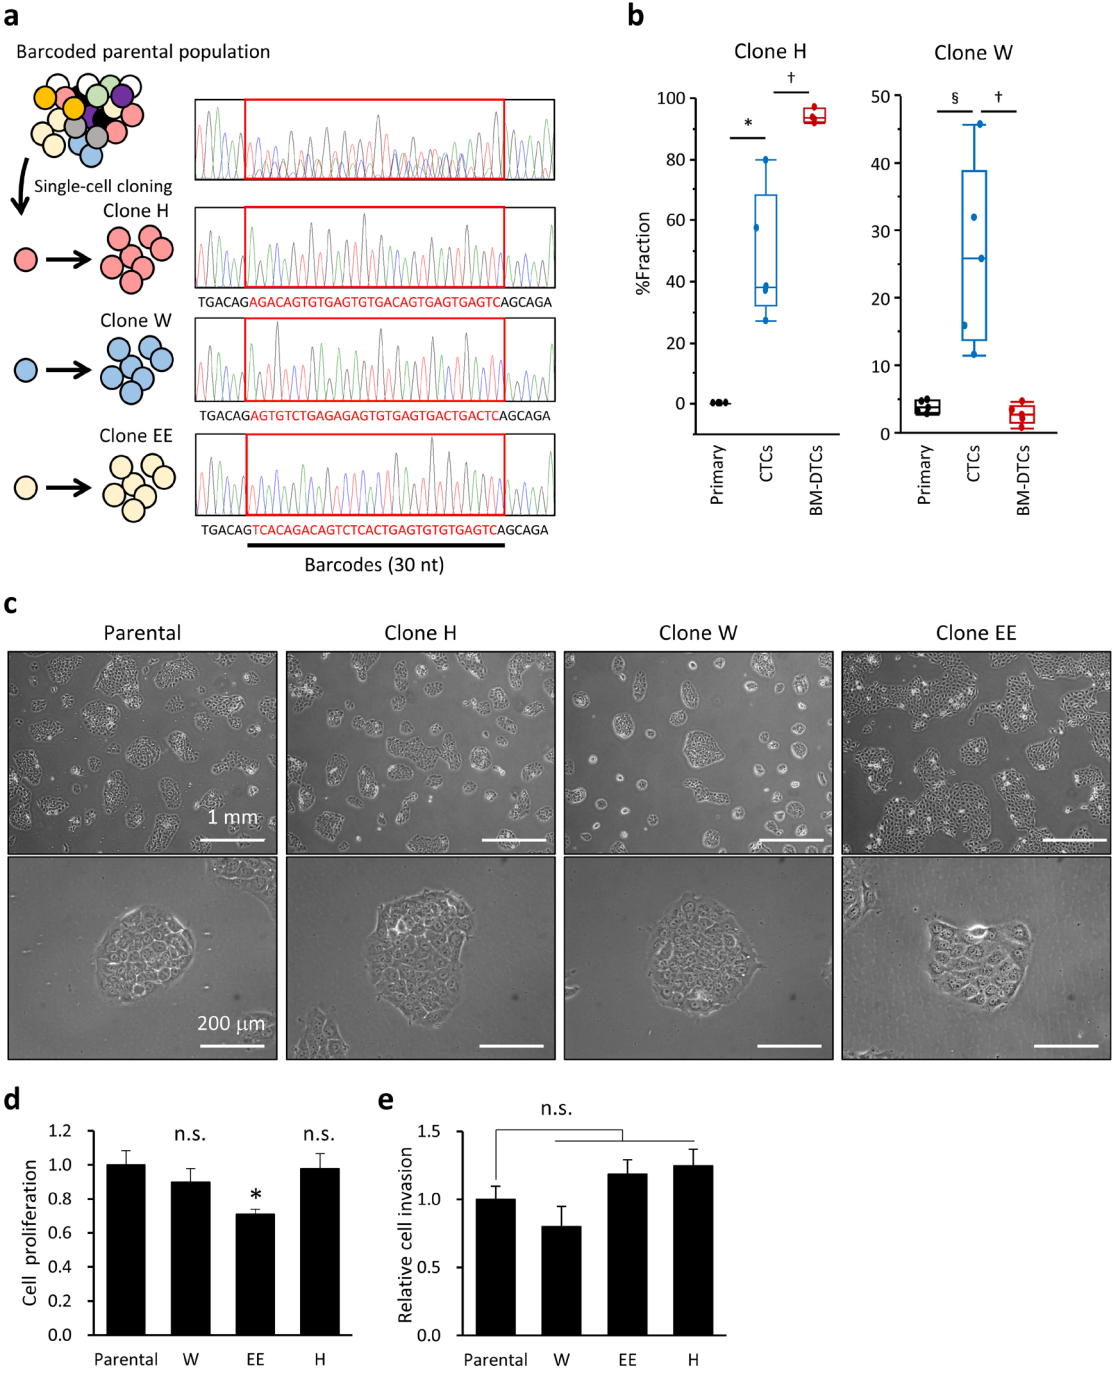 a
Barcoded parental population
Single-cell cloning
Clone H
TGACAGAGACAGTGTGAGTGTGACAGTGAGTGAGTCAGCAGA
Clone W
TGACAGAGTGTCTGAGAGAGTGTGAGTGACTGACTCAGCAGA
Clone EE
TGACAGTCACAGACAGTCTCACTGAGTGTGTGAGTCAGCAGA
Barcodes (30 nt)
b
Clone H
†
*
%Fraction
100
80
60
40
20
0
Primary
CTCs
BM-DTCs
Clone W
§
†
50
40
30
20
10
0
Primary
CTCs
BM-DTCs
c
Parental
Clone H
Clone W
Clone EE
1 mm
200 μm
d
Cell proliferation
1.2
1.0
0.8
0.6
0.4
0.2
0.0
n.s.
*
n.s.
Parental
W
EE
H
e
Relative cell invasion
n.s.
1.5
1.0
0.5
0.0
Parental
W
EE
H